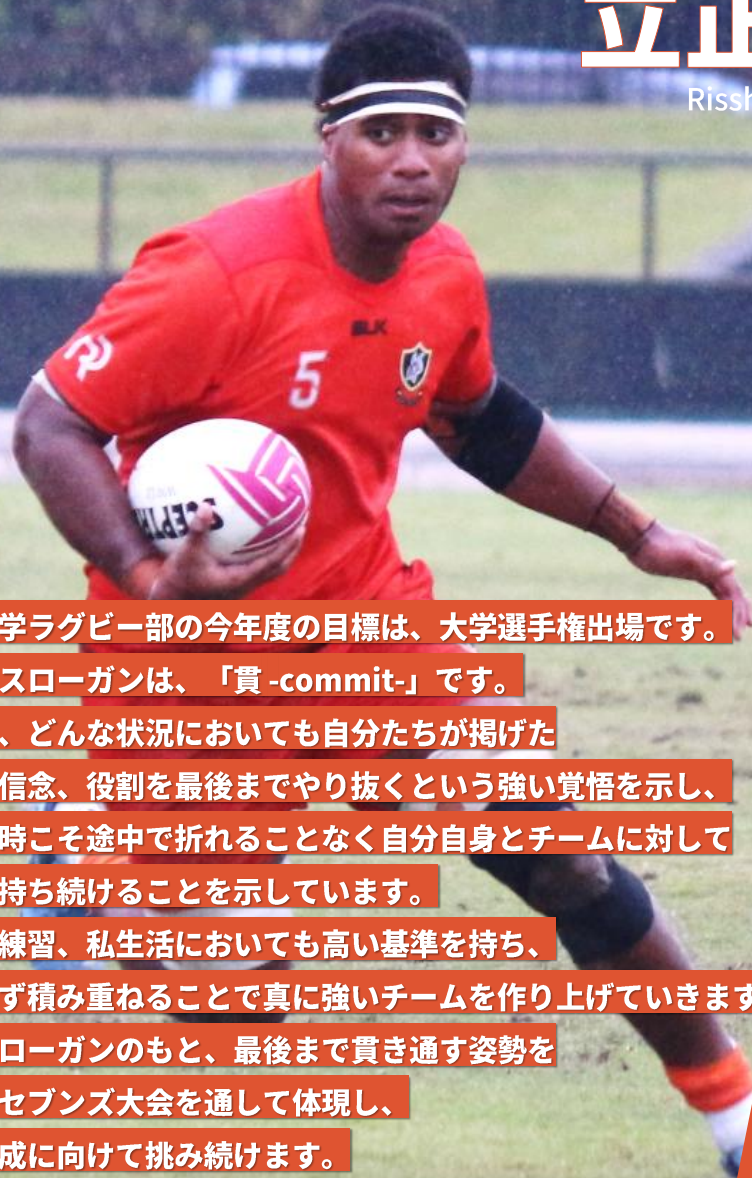 立正
Rissh
BLK
5
SCEPTRE
学ラグビー部の今年度の目標は、大学選手権出場です。
スローガンは、「貫 -commit-」です。
、どんな状況においても自分たちが掲げた
信念、役割を最後までやり抜くという強い覚悟を示し、
時こそ途中で折れることなく自分自身とチームに対して
持ち続けることを示しています。
練習、私生活においても高い基準を持ち、
ず積み重ねることで真に強いチームを作り上げていきます
ローガンのもと、最後まで貫き通す姿勢を
セブンズ大会を通して体現し、
成に向けて挑み続けます。